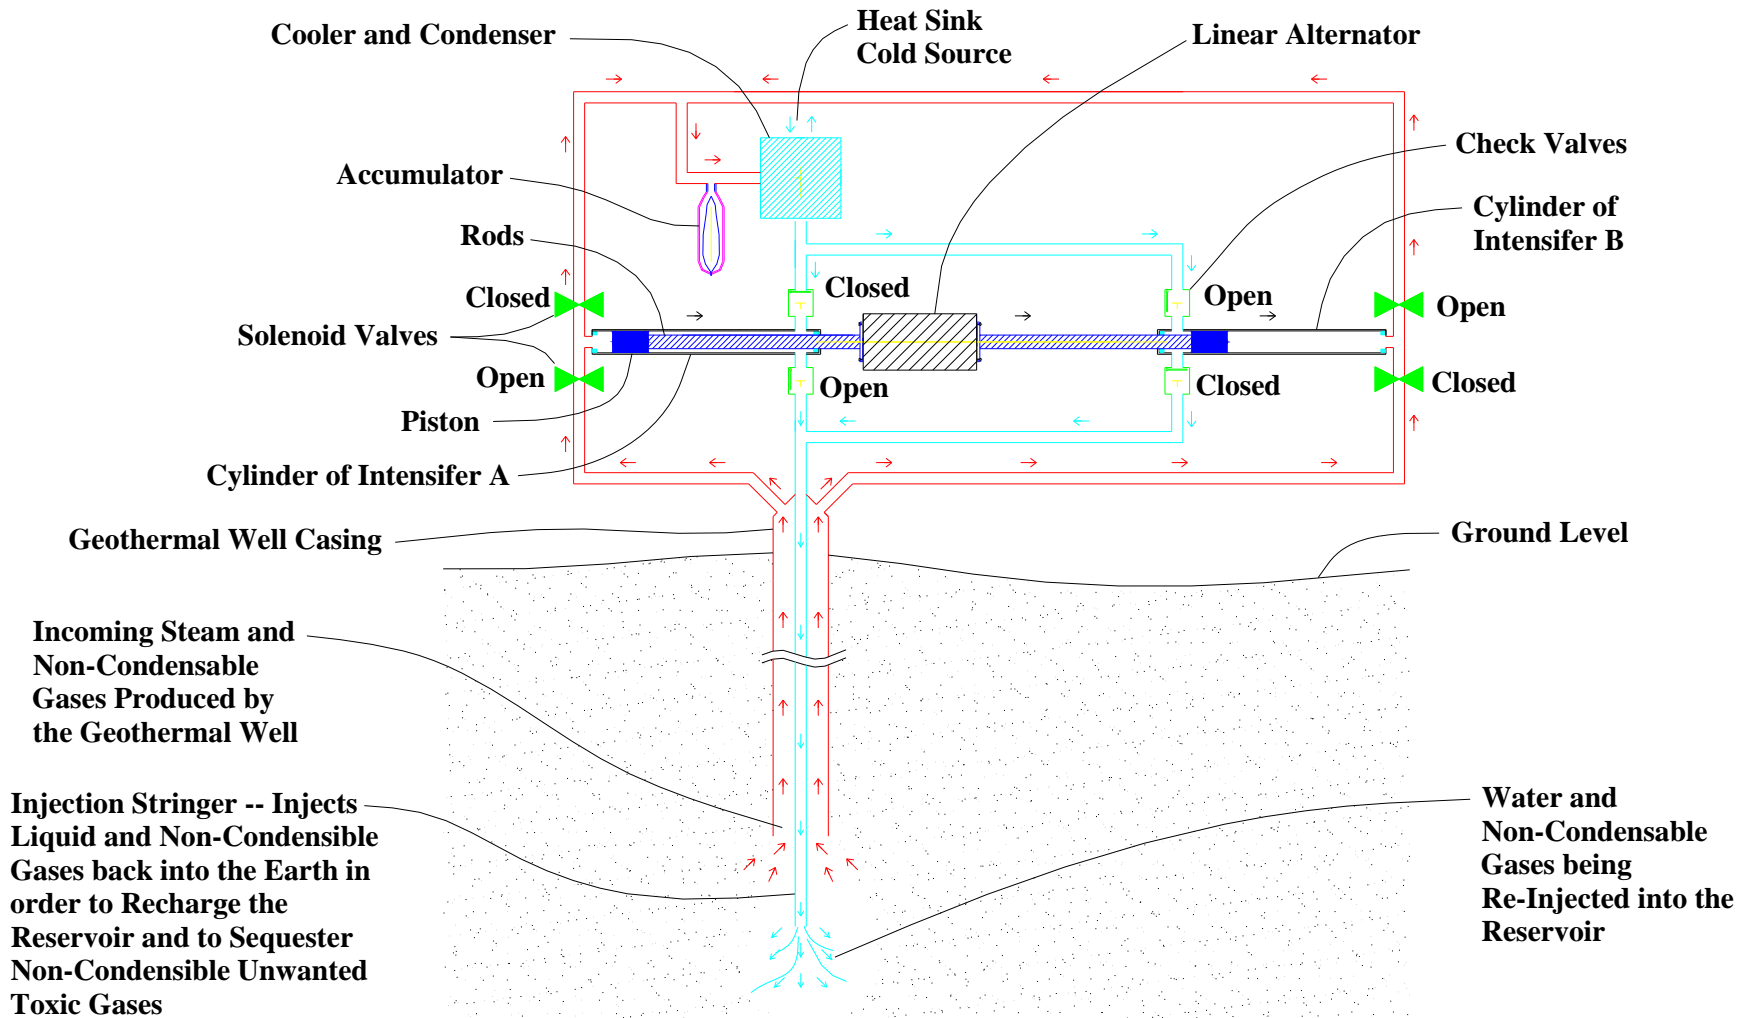 Heat Sink
Cold Source
Cooler and Condenser
Linear Alternator
Check Valves
Accumulator
Cylinder of
Intensifer B
Rods
Closed
Closed
Open
Open
Solenoid Valves
Open
Open
Closed
Closed
Piston
Cylinder of Intensifer A
Geothermal Well Casing
Ground Level
Incoming Steam and
Non-Condensable
Gases Produced by
the Geothermal Well
Injection Stringer -- Injects
Liquid and Non-Condensible
Gases back into the Earth in
order to Recharge the
Reservoir and to Sequester
Non-Condensible Unwanted
Toxic Gases
Water and
Non-Condensable
Gases being
Re-Injected into the
Reservoir